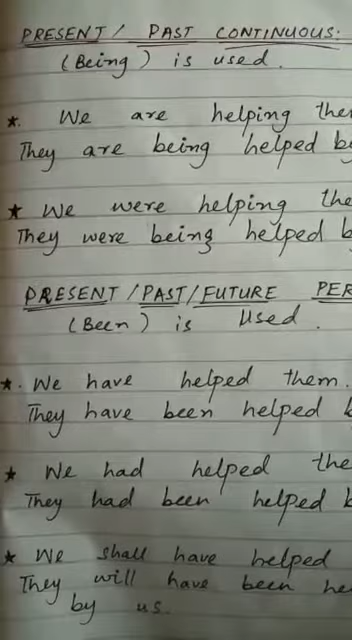 PRESENT / PAST CONTINUOUS:
(Being) is used.
*. We are helping
They are being helped
* We were helping
They were being helped
PRESENT / PAST / FUTURE
(Been) is used.
*. We have helped them.
They have been helped
* We had helped
They had been helped
* We shall have helped
They will have been
by us.